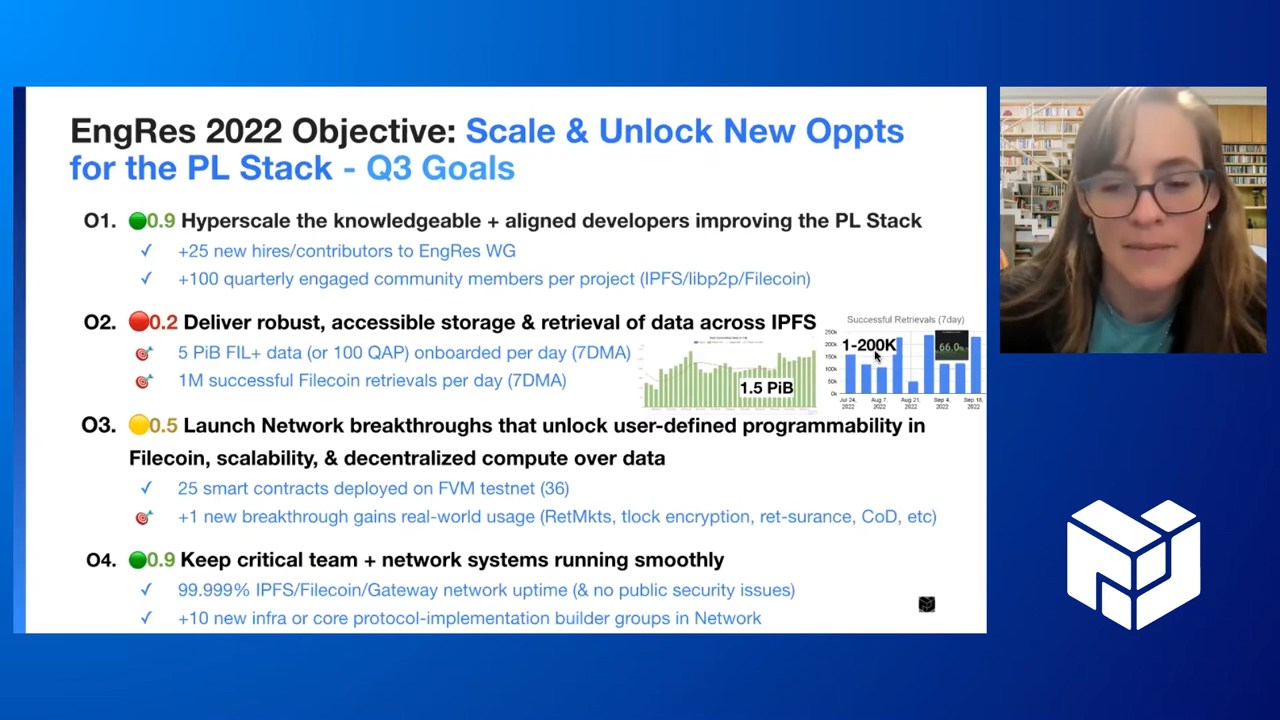 EngRes 2022 Objective: Scale & Unlock New Oppts
for the PL Stack - Q3 Goals
O1. 0.9 Hyperscale the knowledgeable + aligned developers improving the PL Stack
✓ +25 new hires/contributors to EngRes WG
✓ +100 quarterly engaged community members per project (IPFS/libp2p/Filecoin)
O2. 0.2 Deliver robust, accessible storage & retrieval of data across IPFS
5 PiB FIL+ data (or 100 QAP) onboarded per day (7DMA)
1M successful Filecoin retrievals per day (7DMA)
1.5 PiB
Successful Retrievals (7day)
250k
200k
150k
100k
50k
0k
1-200K
66.0
Jul 24, 2022
Aug 7, 2022
Aug 21, 2022
Sep 4, 2022
Sep 18, 2022
O3. 0.5 Launch Network breakthroughs that unlock user-defined programmability in
Filecoin, scalability, & decentralized compute over data
✓ 25 smart contracts deployed on FVM testnet (36)
+1 new breakthrough gains real-world usage (RetMkts, tlock encryption, ret-surance, CoD, etc)
O4. 0.9 Keep critical team + network systems running smoothly
✓ 99.999% IPFS/Filecoin/Gateway network uptime (& no public security issues)
✓ +10 new infra or core protocol-implementation builder groups in Network